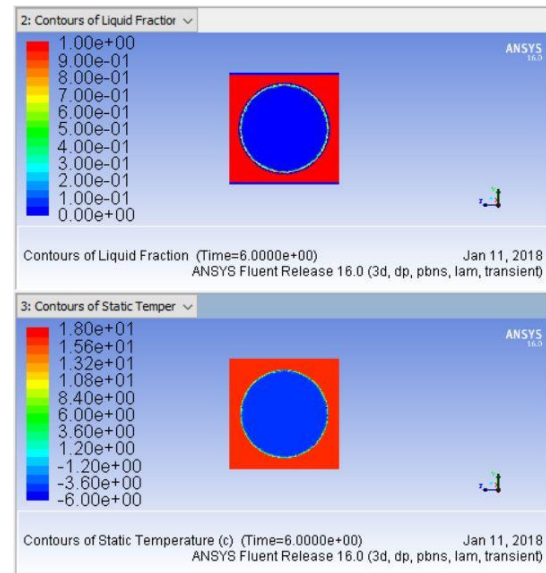 2: Contours of Liquid Fraction
1.00e+00
9.00e-01
8.00e-01
7.00e-01
6.00e-01
5.00e-01
4.00e-01
3.00e-01
2.00e-01
1.00e-01
0.00e+00
ANSYS
16.0
Contours of Liquid Fraction (Time=6.0000e+00) Jan 11, 2018
ANSYS Fluent Release 16.0 (3d, dp, pbns, lam, transient)
3: Contours of Static Temper
1.80e+01
1.56e+01
1.32e+01
1.08e+01
8.40e+00
6.00e+00
3.60e+00
1.20e+00
-1.20e+00
-3.60e+00
-6.00e+00
ANSYS
16.0
Contours of Static Temperature (c) (Time=6.0000e+00) Jan 11, 2018
ANSYS Fluent Release 16.0 (3d, dp, pbns, lam, transient)